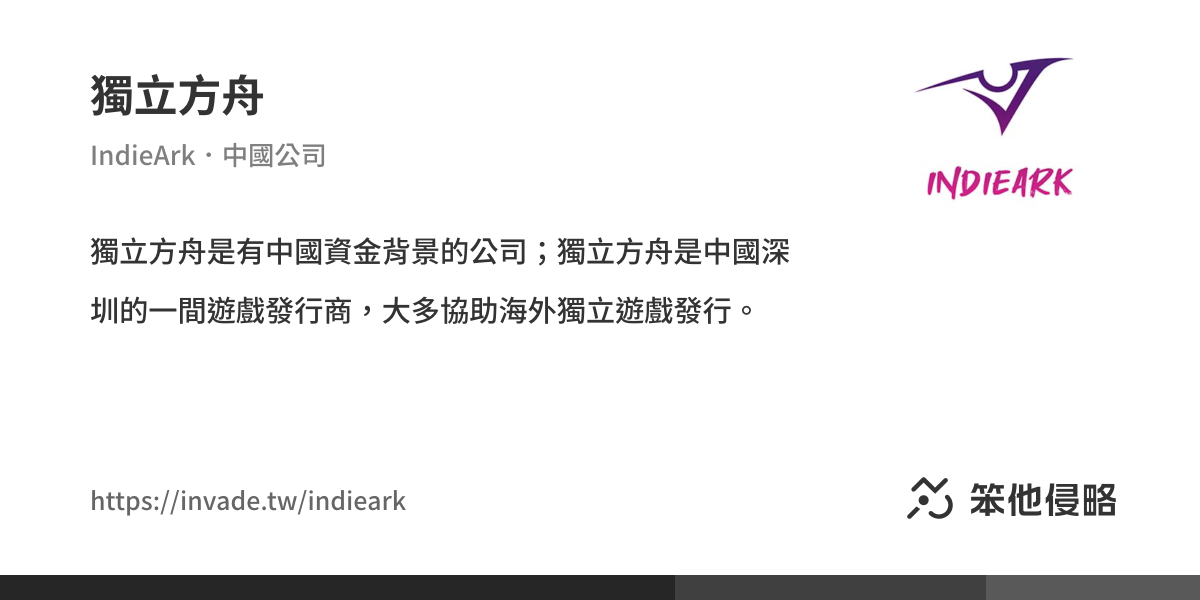 獨立方舟
IndieArk・中國公司
INDIEARK
獨立方舟是有中國資金背景的公司；獨立方舟是中國深
圳的一間遊戲發行商，大多協助海外獨立遊戲發行。
https://invade.tw/indieark
笨他侵略